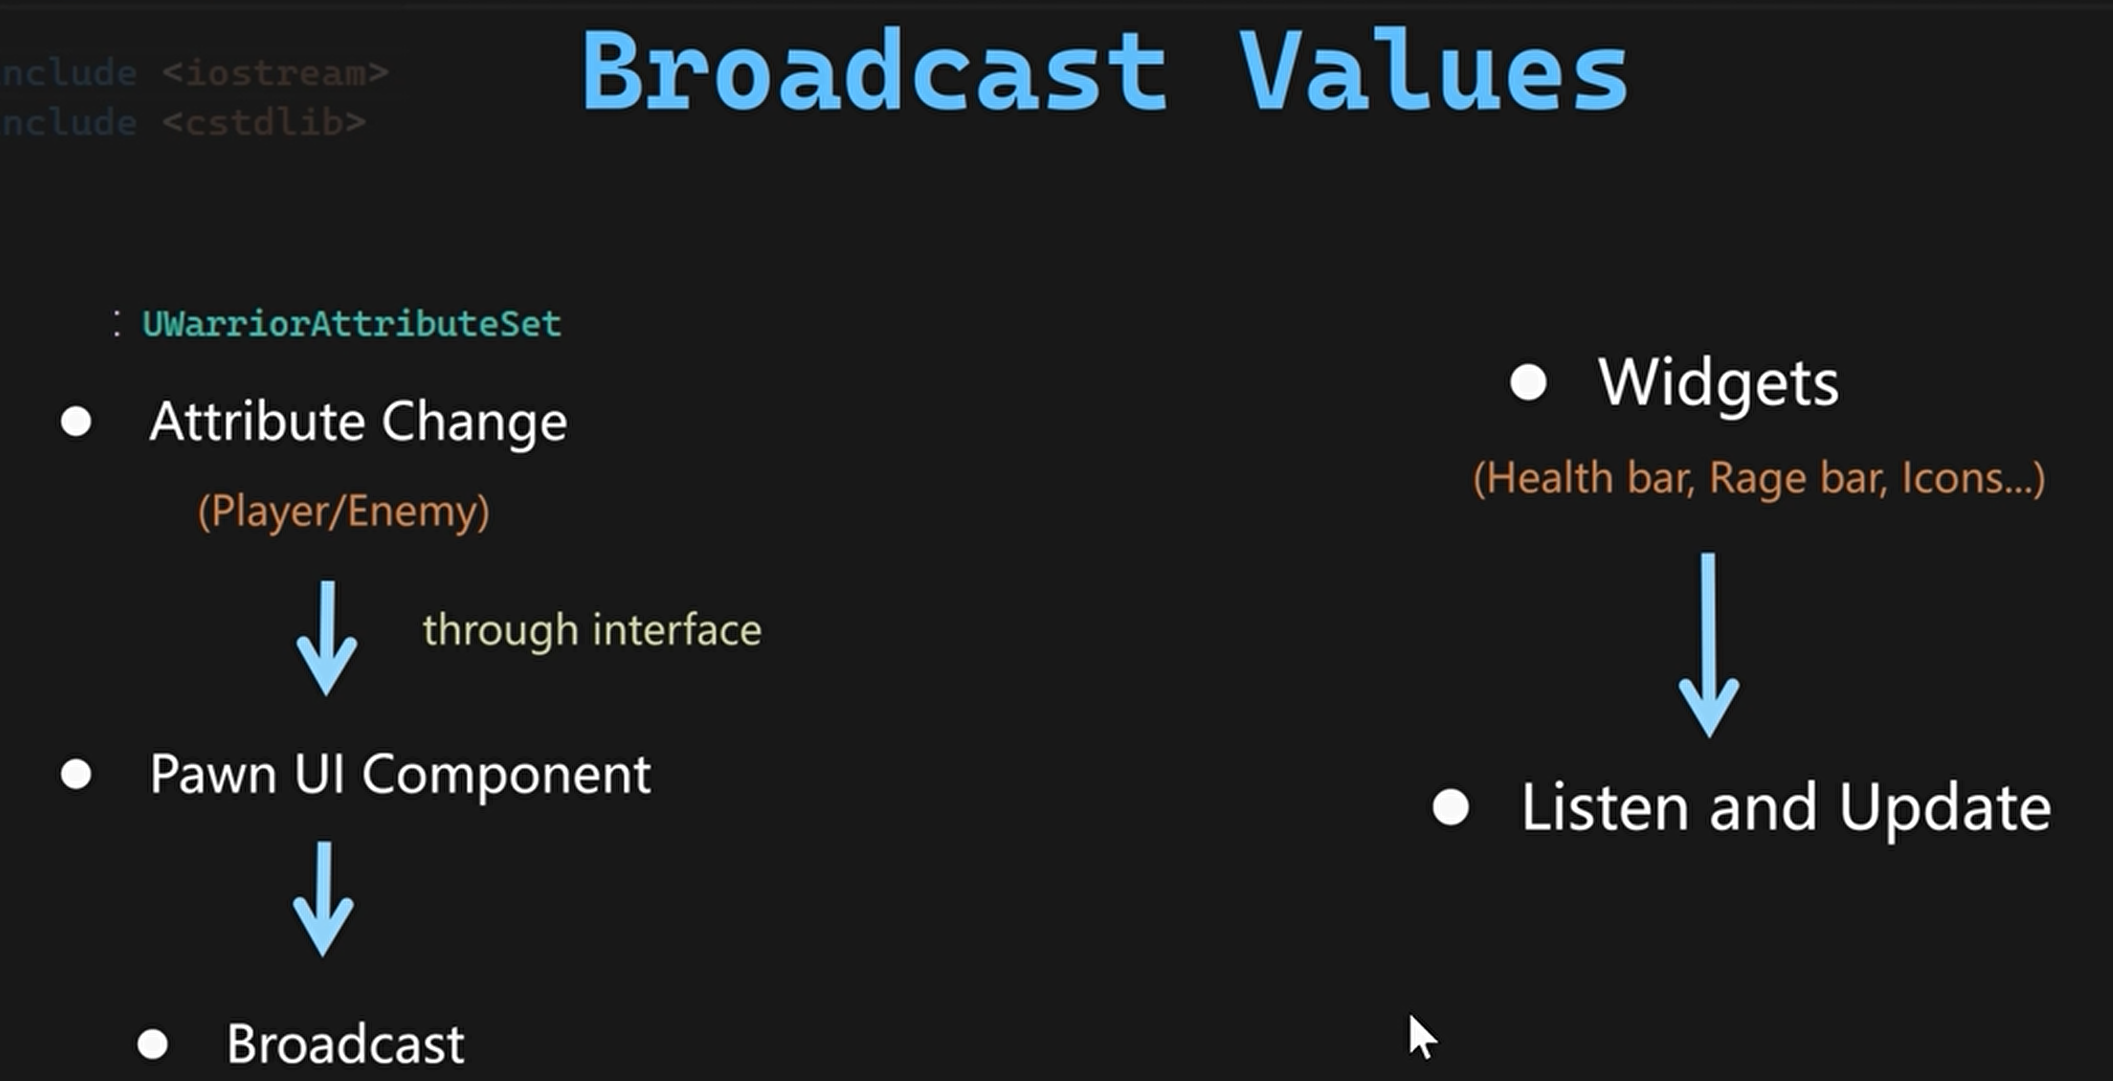 Broadcast Values
nclude <iostream>
nclude <cstdlib>
: UWarriorAttributeSet
● Attribute Change
(Player/Enemy)
through interface
● Pawn UI Component
● Broadcast
● Widgets
(Health bar, Rage bar, Icons...)
● Listen and Update